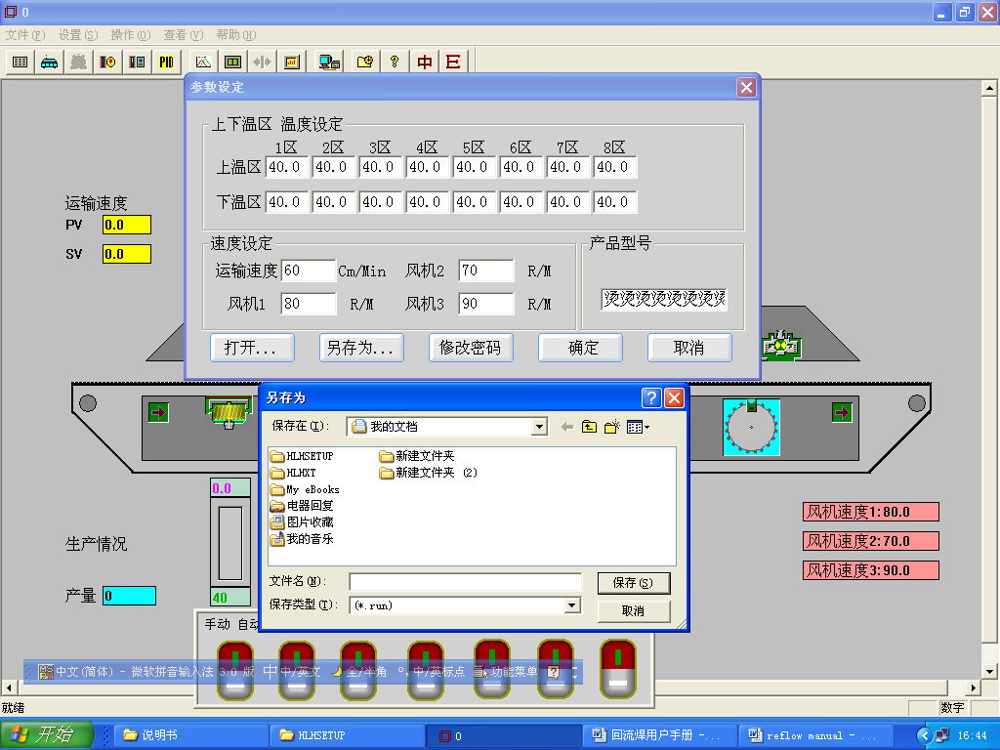 0
文件(F) 设置(S) 操作(O) 查看(V) 帮助(H)
PID 中
参数设定
上下温区 温度设定
1区 2区 3区 4区 5区 6区 7区 8区
上温区 40.0 40.0 40.0 40.0 40.0 40.0 40.0 40.0
下温区 40.0 40.0 40.0 40.0 40.0 40.0 40.0 40.0
速度设定
运输速度 60 Cm/Min 风机2 70 R/M
风机1 80 R/M 风机3 90 R/M
产品型号
烫烫烫烫烫烫烫烫
打开... 另存为... 修改密码 确定 取消
运输速度
PV 0.0
SV 0.0
另存为
保存在(I): 我的文档
HLHSETUP 新建文件夹
HLHXT 新建文件夹 (2)
My eBooks
电器回复
图片收藏
我的音乐
文件名(N): 保存(S)
保存类型(T): (*.run) 取消
0.0
40
生产情况
产量 0
风机速度1:80.0
风机速度2:70.0
风机速度3:90.0
手动 自动
中文(简体) - 微软拼音输入法 3.0 版 中 中/英文 全/半角 中/英标点 功能菜单
就绪 数字
开始 说明书 HLHSETUP 0 回流焊用户手册 -... reflow manual - ... 16:44